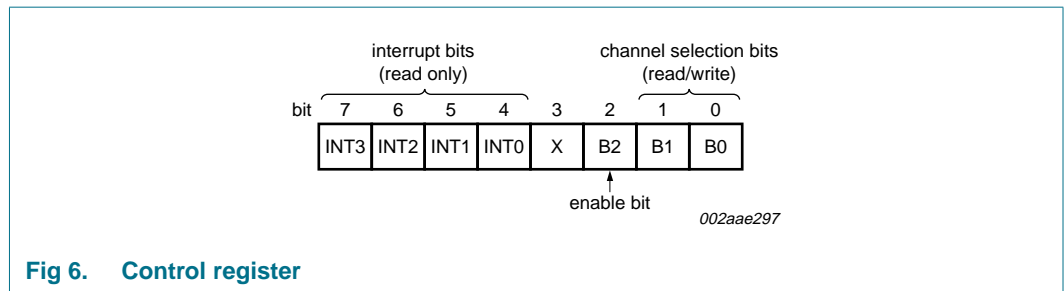 interrupt bits channel selection bits
(read only) (read/write)
bit 7 6 5 4 3 2 1 0
INT3 INT2 INT1 INT0 X B2 B1 B0
enable bit
002aae297
Fig 6. Control register